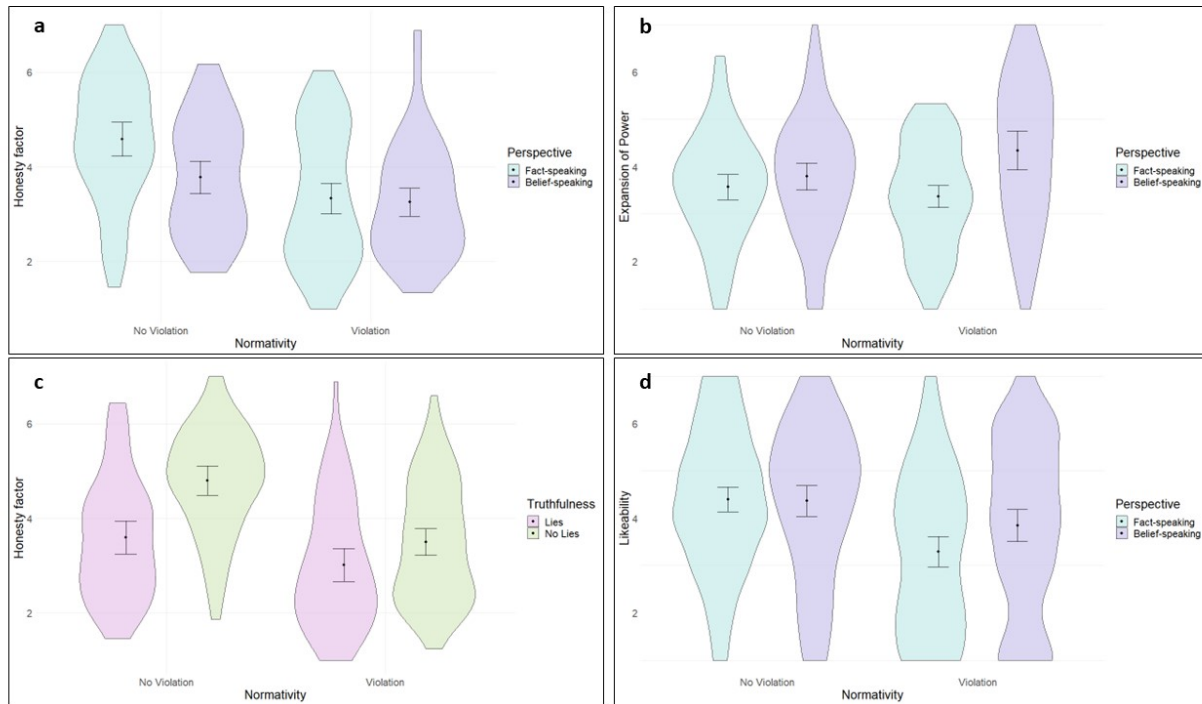 a
Honesty factor
6
4
2
No Violation
Violation
Normativity
Perspective
Fact-speaking
Belief-speaking
b
Expansion of Power
6
4
2
No Violation
Violation
Normativity
Perspective
Fact-speaking
Belief-speaking
c
Honesty factor
6
4
2
No Violation
Violation
Normativity
Truthfulness
Lies
No Lies
d
Likeability
6
4
2
No Violation
Violation
Normativity
Perspective
Fact-speaking
Belief-speaking